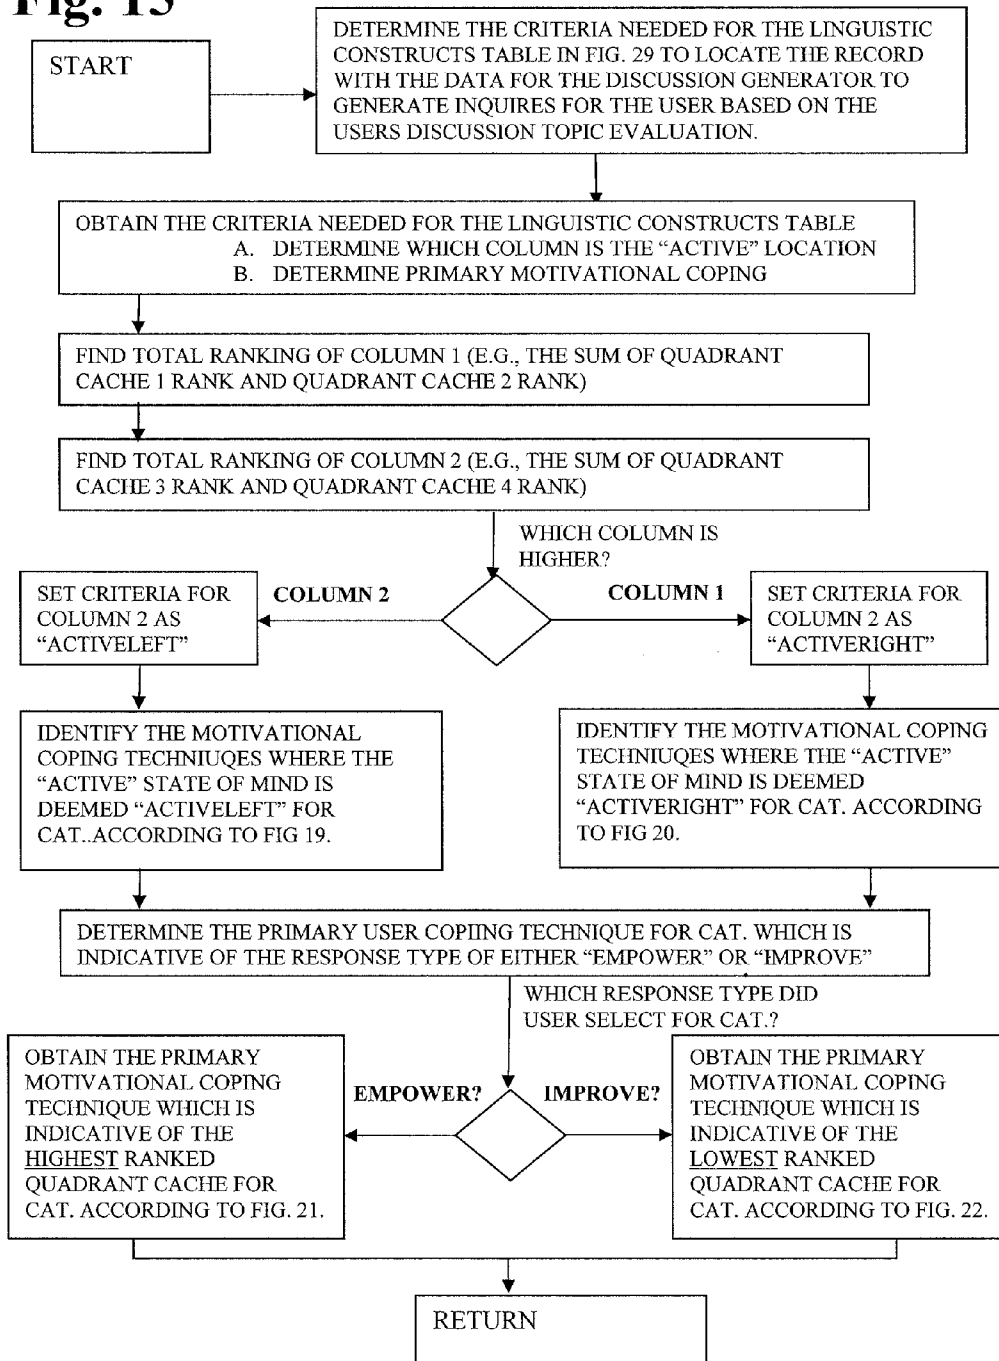 Fig. 15
START
DETERMINE THE CRITERIA NEEDED FOR THE LINGUISTIC
CONSTRUCTS TABLE IN FIG. 29 TO LOCATE THE RECORD
WITH THE DATA FOR THE DISCUSSION GENERATOR TO
GENERATE INQUIRES FOR THE USER BASED ON THE
USERS DISCUSSION TOPIC EVALUATION.
OBTAIN THE CRITERIA NEEDED FOR THE LINGUISTIC CONSTRUCTS TABLE
A. DETERMINE WHICH COLUMN IS THE “ACTIVE” LOCATION
B. DETERMINE PRIMARY MOTIVATIONAL COPING
FIND TOTAL RANKING OF COLUMN 1 (E.G., THE SUM OF QUADRANT
CACHE 1 RANK AND QUADRANT CACHE 2 RANK)
FIND TOTAL RANKING OF COLUMN 2 (E.G., THE SUM OF QUADRANT
CACHE 3 RANK AND QUADRANT CACHE 4 RANK)
WHICH COLUMN IS
HIGHER?
COLUMN 2
COLUMN 1
SET CRITERIA FOR
COLUMN 2 AS
“ACTIVELEFT”
SET CRITERIA FOR
COLUMN 2 AS
“ACTIVERIGHT”
IDENTIFY THE MOTIVATIONAL
COPING TECHNIUQES WHERE THE
“ACTIVE” STATE OF MIND IS
DEEMED “ACTIVELEFT” FOR
CAT..ACCORDING TO FIG 19.
IDENTIFY THE MOTIVATIONAL COPING
TECHNIUQES WHERE THE “ACTIVE”
STATE OF MIND IS DEEMED
“ACTIVERIGHT” FOR CAT. ACCORDING
TO FIG 20.
DETERMINE THE PRIMARY USER COPIING TECHNIQUE FOR CAT. WHICH IS
INDICATIVE OF THE RESPONSE TYPE OF EITHER “EMPOWER” OR “IMPROVE”
WHICH RESPONSE TYPE DID
USER SELECT FOR CAT.?
EMPOWER?
IMPROVE?
OBTAIN THE PRIMARY
MOTIVATIONAL COPING
TECHNIQUE WHICH IS
INDICATIVE OF THE
HIGHEST RANKED
QUADRANT CACHE FOR
CAT. ACCORDING TO FIG. 21.
OBTAIN THE PRIMARY
MOTIVATIONAL COPING
TECHNIQUE WHICH IS
INDICATIVE OF THE
LOWEST RANKED
QUADRANT CACHE FOR
CAT. ACCORDING TO FIG. 22.
RETURN